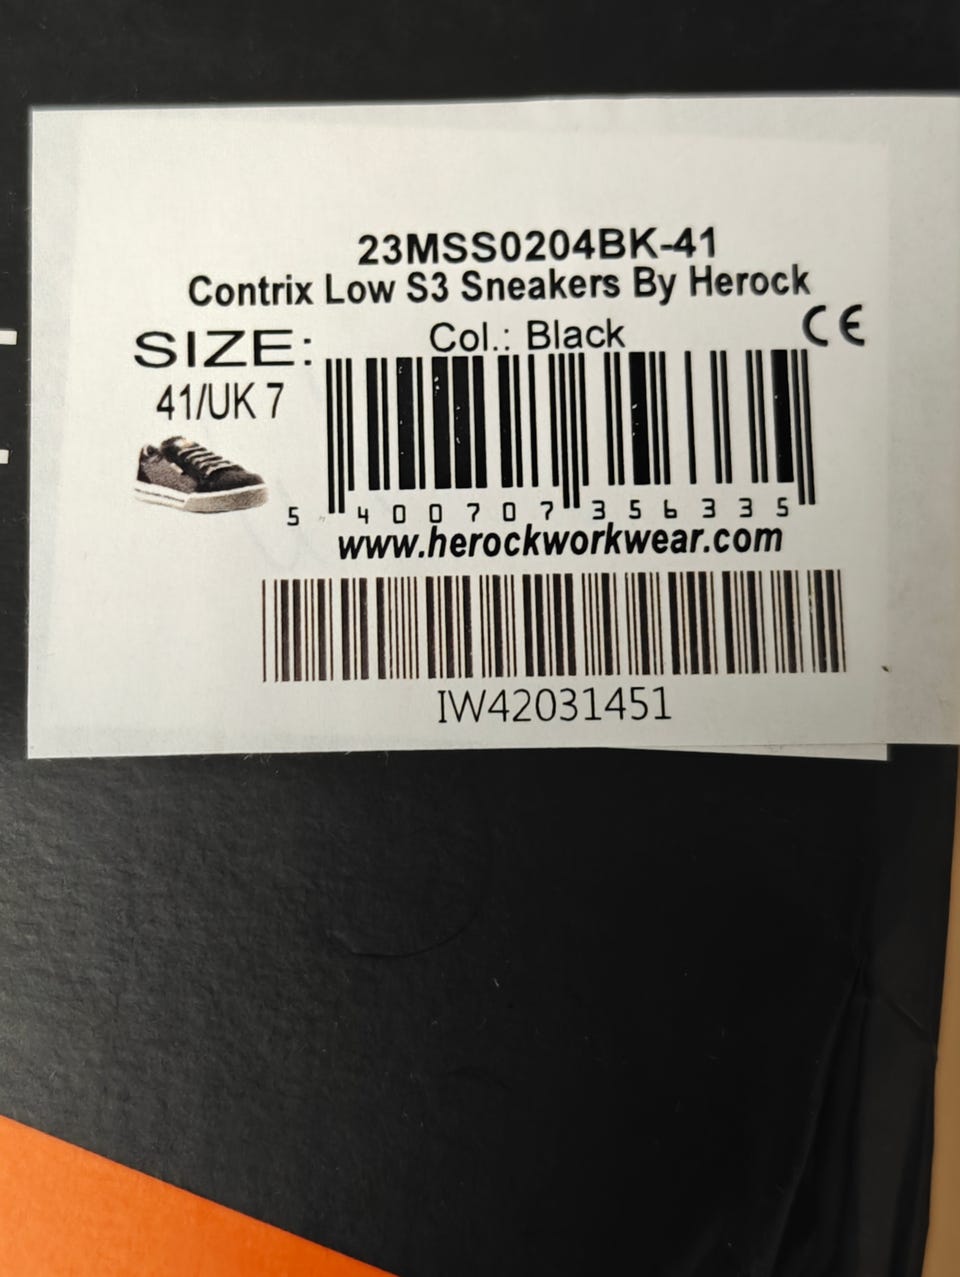 23MSS0204BK-41
Contrix Low S3 Sneakers By Herock
SIZE: Col.: Black CE
41/UK 7
5 400707 356335
www.herockworkwear.com
IW42031451